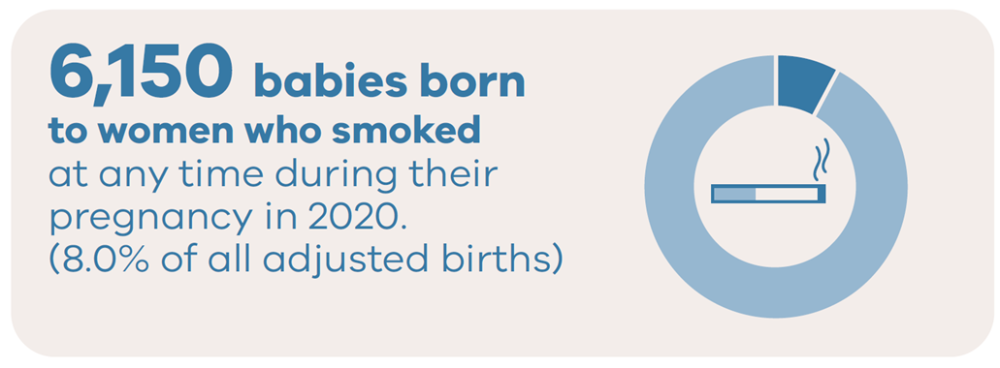 6,150 babies born
to women who smoked
at any time during their
pregnancy in 2020.
(8.0% of all adjusted births)